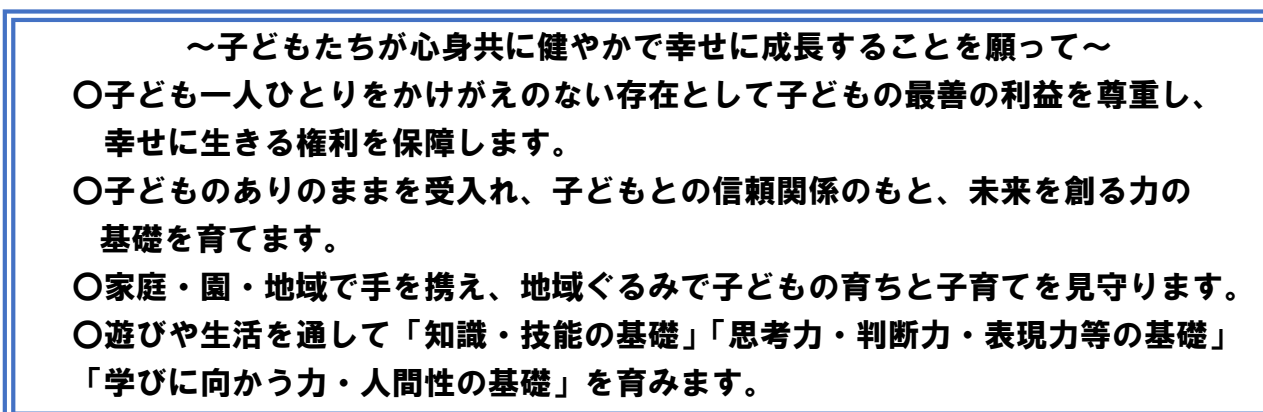 ～子どもたちが心身共に健やかで幸せに成長することを願って～
〇子ども一人ひとりをかけがえのない存在として子どもの最善の利益を尊重し、
幸せに生きる権利を保障します。
〇子どものありのままを受入れ、子どもとの信頼関係のもと、未来を創る力の
基礎を育てます。
〇家庭・園・地域で手を携え、地域ぐるみで子どもの育ちと子育てを見守ります。
〇遊びや生活を通して「知識・技能の基礎」「思考力・判断力・表現力等の基礎」
「学びに向かう力・人間性の基礎」を育みます。